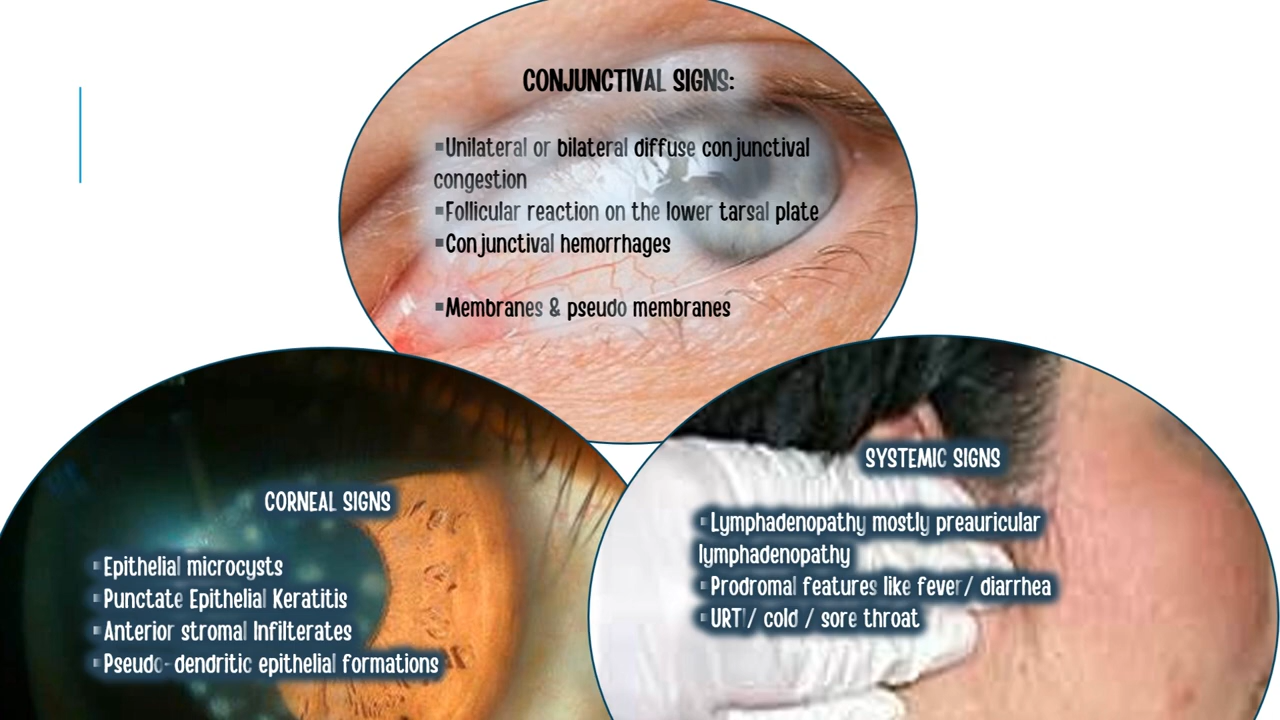 CONJUNCTIVAL SIGNS:
▪Unilateral or bilateral diffuse conjunctival
congestion
▪Follicular reaction on the lower tarsal plate
▪Conjunctival hemorrhages
▪Membranes & pseudo membranes
CORNEAL SIGNS
▪Epithelial microcysts
▪Punctate Epithelial Keratitis
▪Anterior stromal Infilterates
▪Pseudo-dendritic epithelial formations
SYSTEMIC SIGNS
▪Lymphadenopathy mostly preauricular
lymphadenopathy
▪Prodromal features like fever/ diarrhea
▪URTI/ cold / sore throat